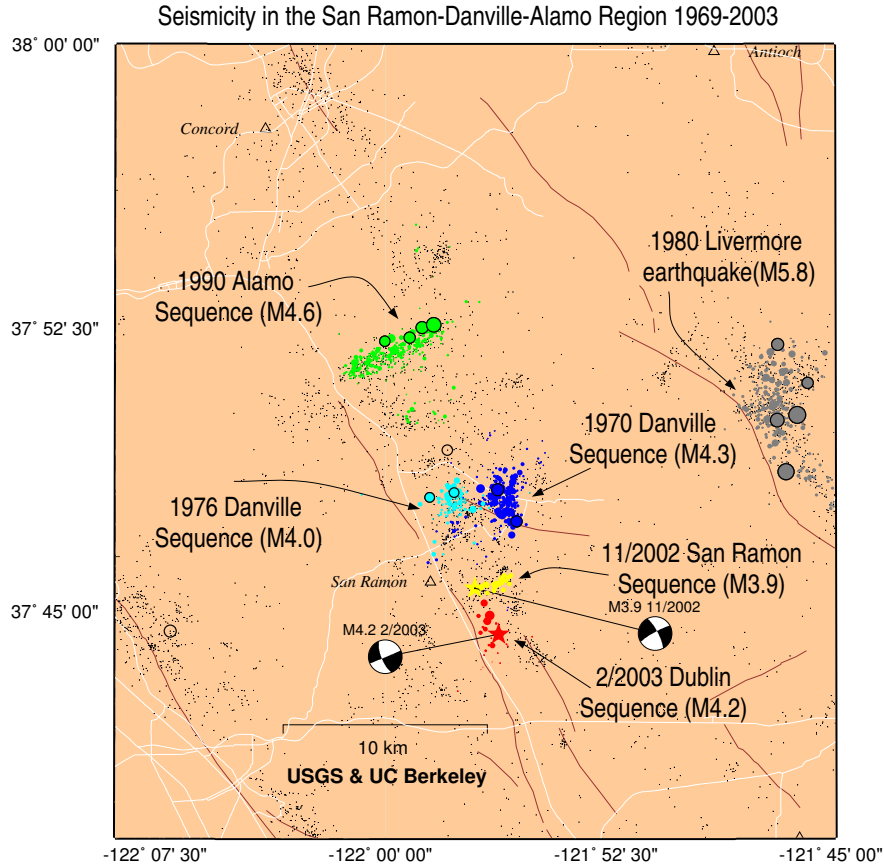 Seismicity in the San Ramon-Danville-Alamo Region 1969-2003
38° 00' 00"
Antioch
Concord
1980 Livermore
earthquake(M5.8)
1990 Alamo
Sequence (M4.6)
37° 52' 30"
1970 Danville
Sequence (M4.3)
1976 Danville
Sequence (M4.0)
11/2002 San Ramon
Sequence (M3.9)
San Ramon
37° 45' 00"
M3.9 11/2002
M4.2 2/2003
2/2003 Dublin
Sequence (M4.2)
10 km
USGS & UC Berkeley
-122° 07' 30"
-122° 00' 00"
-121° 52' 30"
-121° 45' 00"